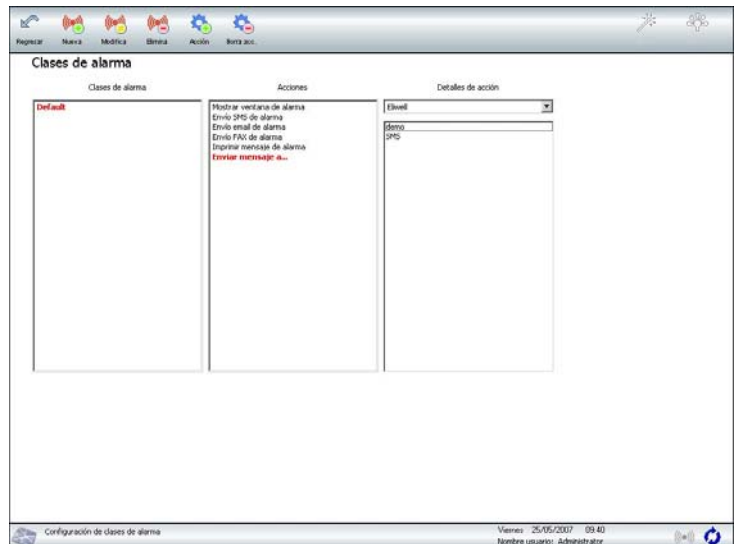 Regresar Nueva Modifica Elimina Acción Borra acc.
Clases de alarma
Clases de alarma Acciones Detalles de acción
Default
Mostrar ventana de alarma
Envío SMS de alarma
Envío email de alarma
Envío FAX de alarma
Imprimir mensaje de alarma
Enviar mensaje a...
Eliwell
demo
SMS
Configuración de clases de alarma
Viernes 25/05/2007 09.40
Nombre usuario: Administrator